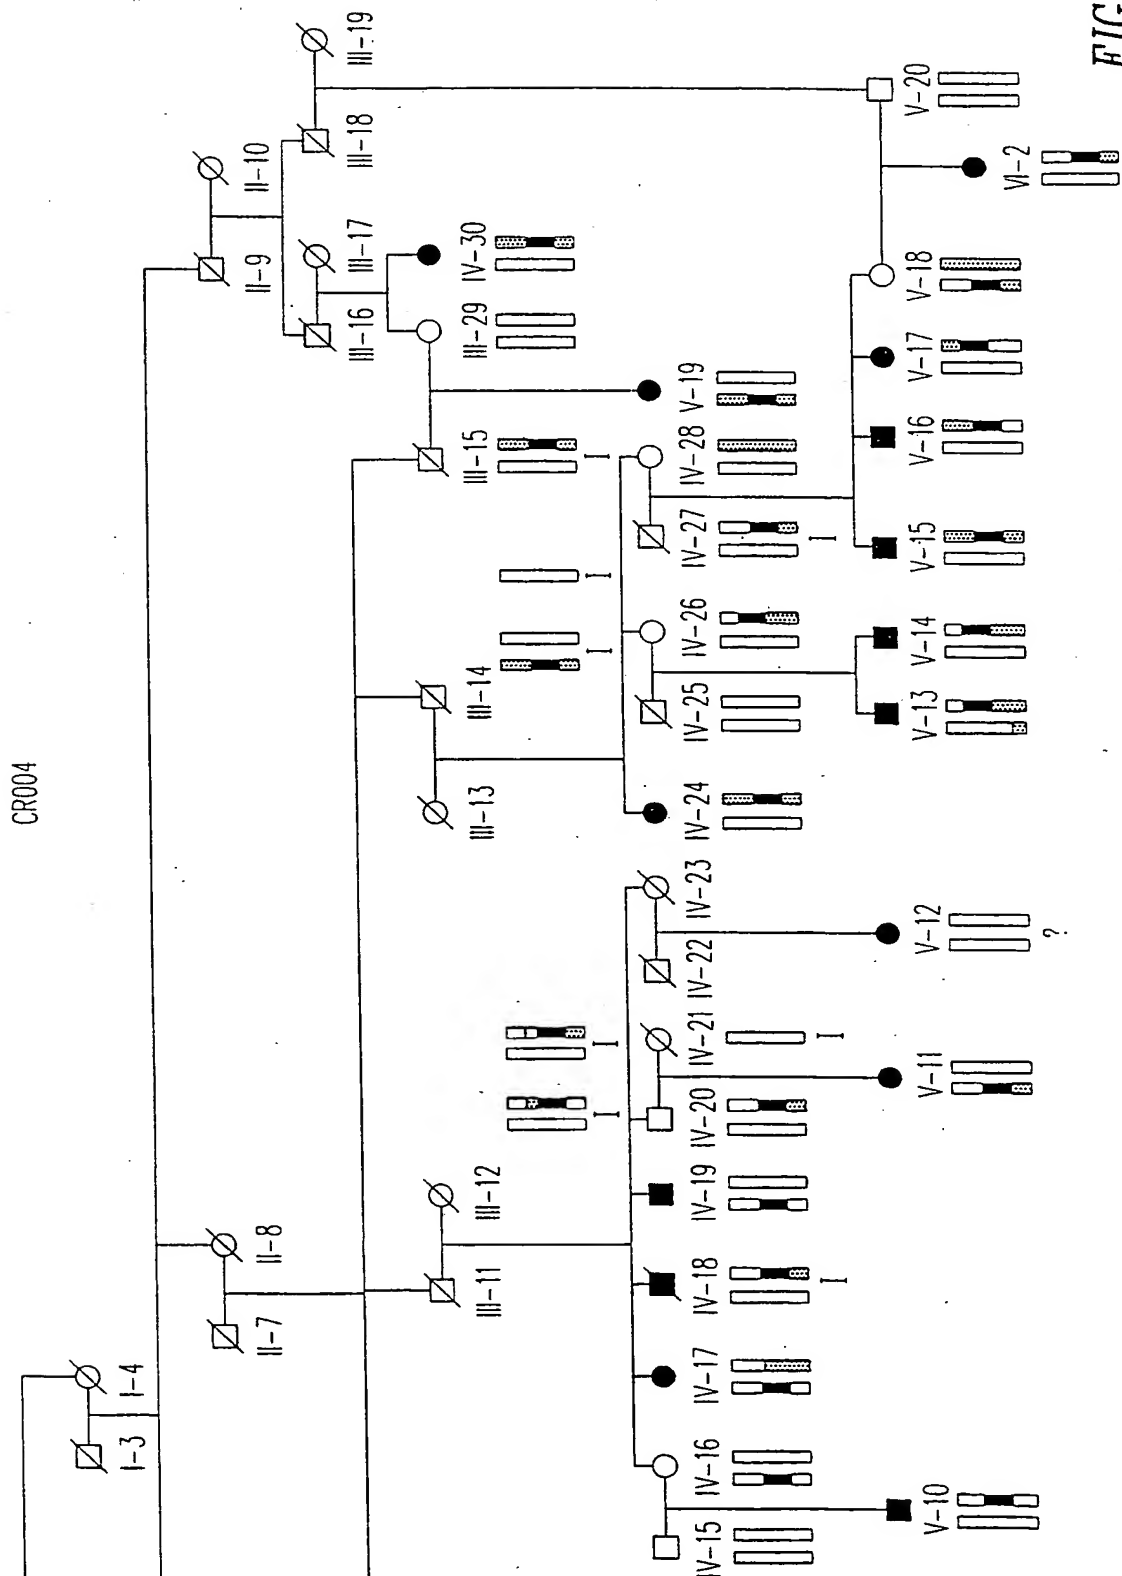 CR004
I-3
I-4
II-7
II-8
II-9
II-10
III-11
III-12
III-13
III-14
III-15
III-16
III-17
III-18
III-19
III-29
IV-30
I
I
I
I
I
IV-15
IV-16
IV-17
IV-18
I
IV-19
IV-20
IV-21
I
IV-22
IV-23
IV-24
IV-25
IV-26
IV-27
I
IV-28
V-19
V-10
V-11
V-12
?
V-13
V-14
V-15
V-16
V-17
V-18
V-20
VI-2
FIG